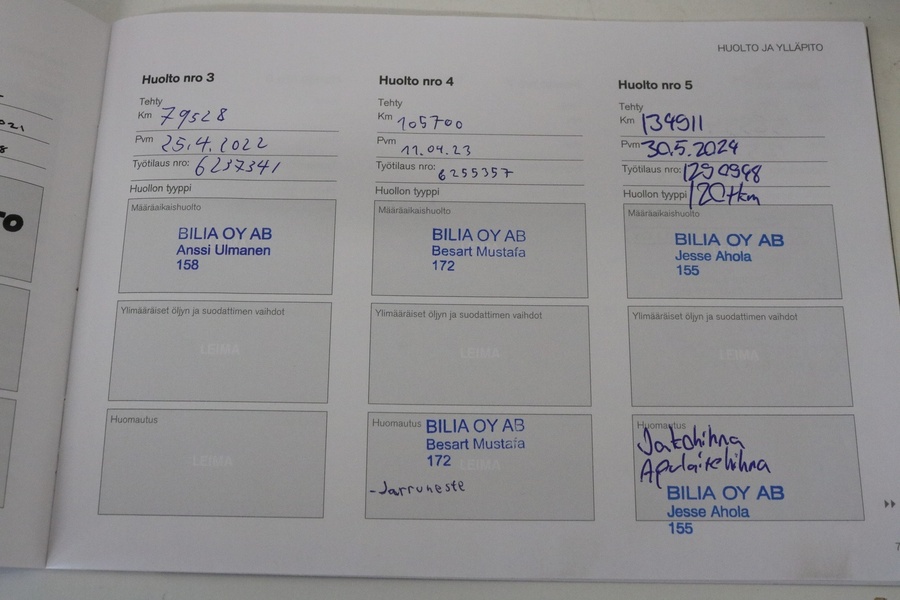 HUOLTO JA YLLÄPITO
Huolto nro 3
Tehty
Km 79528
Pvm 25.4.2022
Työtilaus nro: 6237341
Huollon tyyppi
Määräaikaishuolto
BILIA OY AB
Anssi Ulmanen
158
Ylimääräiset öljyn ja suodattimen vaihdot
LEIMA
Huomautus
LEIMA
Huolto nro 4
Tehty
Km 105700
Pvm 11.04.23
Työtilaus nro: 6255357
Huollon tyyppi
Määräaikaishuolto
BILIA OY AB
Besart Mustafa
172
Ylimääräiset öljyn ja suodattimen vaihdot
LEIMA
Huomautus
BILIA OY AB
Besart Mustafa
172
LEIMA
-Jarruneste
Huolto nro 5
Tehty
Km 134911
Pvm 30.5.2024
Työtilaus nro:
Huollon tyyppi 120tkm
Määräaikaishuolto
BILIA OY AB
Jesse Ahola
155
Ylimääräiset öljyn ja suodattimen vaihdot
LEIMA
Huomautus
Jakohihna
Apulaitehihna
BILIA OY AB
Jesse Ahola
155